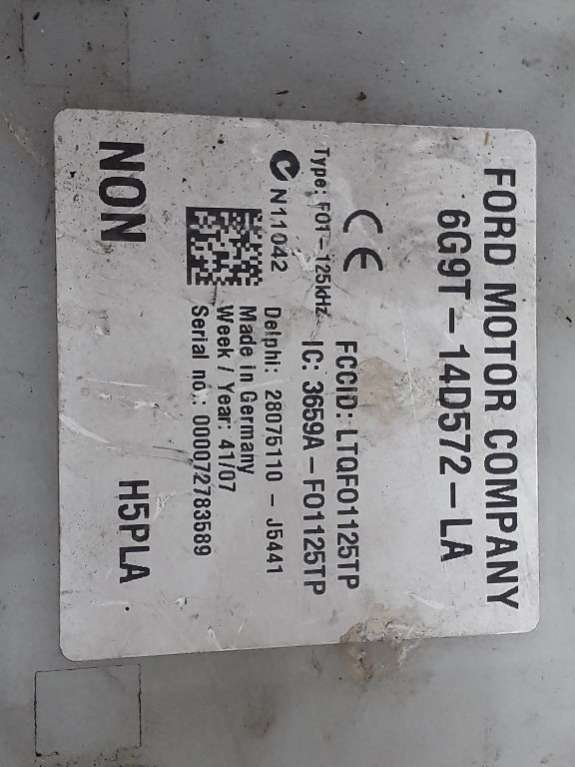 FORD MOTOR COMPANY
6G9T-14D572-LA
CE
FCCID: LTQF01125TP
IC: 3659A-F01125TP
Type: F01-125kHz
N11042
Delphi: 28075110-J5441
Made in Germany
Week / Year: 41/07
Serial no.: 000072783589
NON
H5PLA